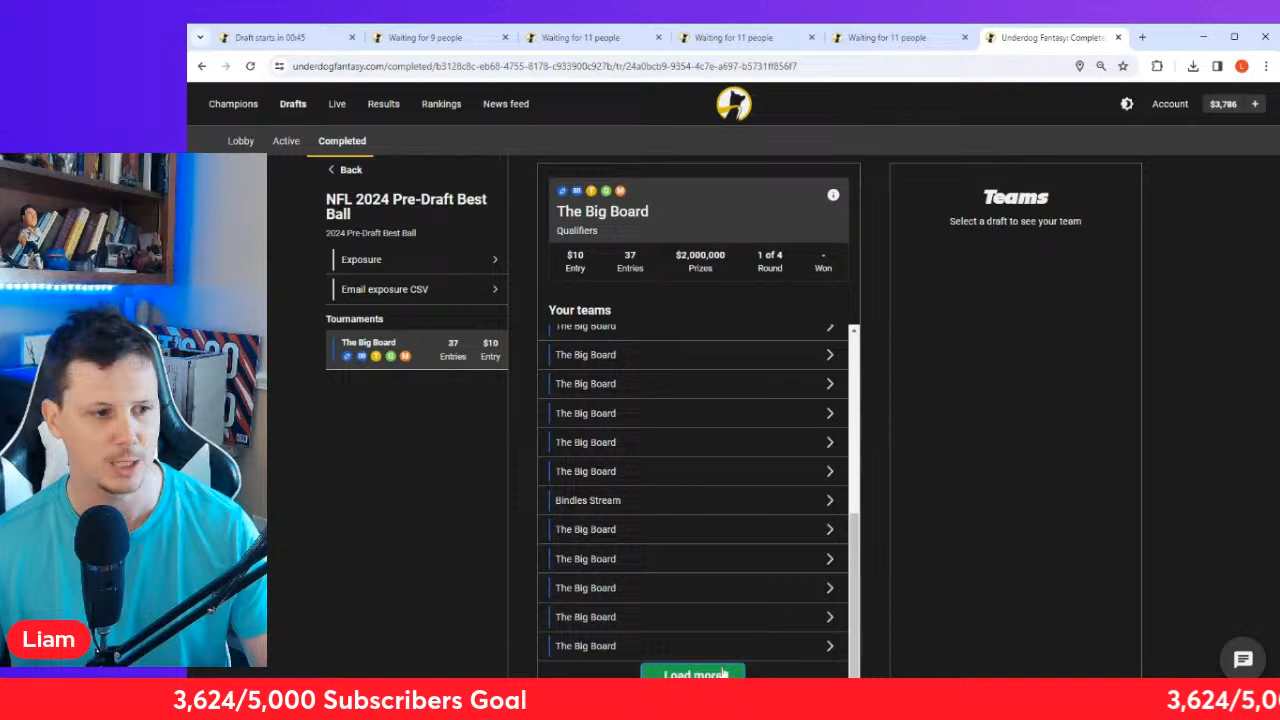 Draft starts in 00:45
Waiting for 9 people
Waiting for 11 people
Waiting for 11 people
Waiting for 11 people
Underdog Fantasy: Complete
underdogfantasy.com/completed/b3128c8c-eb68-4755-8178-c933900c927b/tr/24a0bcb9-9354-4c7e-a697-b5731ff856f7
L
Champions Drafts Live Results Rankings News feed
Account $3,786 +
Lobby Active Completed
Back
NFL 2024 Pre-Draft Best
Ball
2024 Pre-Draft Best Ball
Exposure
Email exposure CSV
Tournaments
The Big Board 37 $10
BB T G M Entries Entry
BB T G M
The Big Board
Qualifiers
$10 37 $2,000,000 1 of 4 -
Entry Entries Prizes Round Won
Your teams
The Big Board
The Big Board
The Big Board
The Big Board
The Big Board
The Big Board
Bindles Stream
The Big Board
The Big Board
The Big Board
The Big Board
The Big Board
Load more
Teams
Select a draft to see your team
Liam
3,624/5,000 Subscribers Goal
3,624/5,0